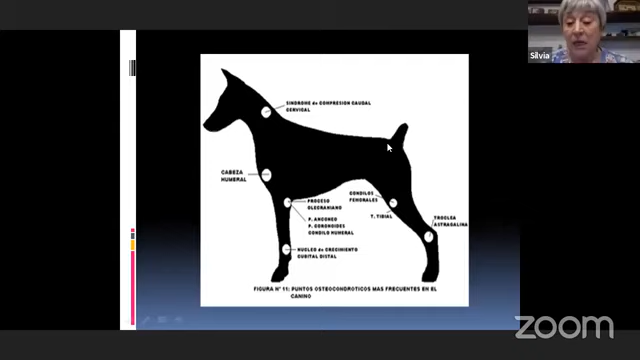 Silvia
SINDROME de COMPRESION CAUDAL
CERVICAL
CABEZA
HUMERAL
PROCESO
OLECRANIANO
P. ANCONEO
P. CORONOIDES
CONDILO HUMERAL
CONDILOS
FEMORALES
T. TIBIAL
TROCLEA
ASTRAGALINA
NUCLEO de CRECIMIENTO
CUBITAL DISTAL
FIGURA Nº 11: PUNTOS OSTEOCONDROTICOS MAS FRECUENTES EN EL
CANINO
zoom